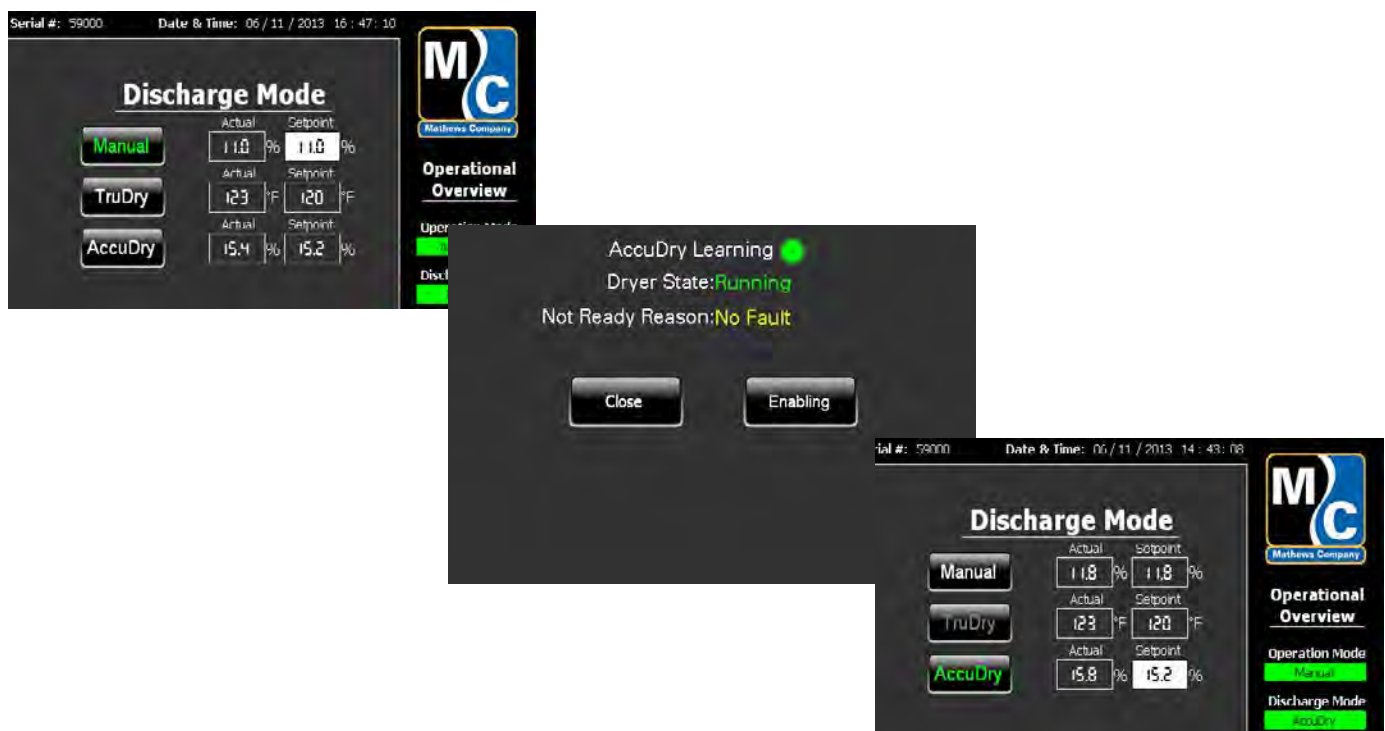 Serial #: 59000 Date & Time: 06 / 11 / 2013 16 : 47 : 10
MC
Mathews Company
Discharge Mode
Actual Setpoint
Manual 11.0 % 11.0 %
Actual Setpoint
TruDry 123 °F 120 °F
Actual Setpoint
AccuDry 15.4 % 15.2 %
Operational
Overview
AccuDry Learning
Dryer State:Running
Not Ready Reason:No Fault
Close Enabling
#: 59000 Date & Time: 06 / 11 / 2013 14 : 43 : 08
MC
Mathews Company
Discharge Mode
Actual Setpoint
Manual 11.8 % 11.8 %
Actual Setpoint
TruDry 123 °F 120 °F
Actual Setpoint
AccuDry 15.8 % 15.2 %
Operational
Overview
Operation Mode
Manual
Discharge Mode
AccuDry